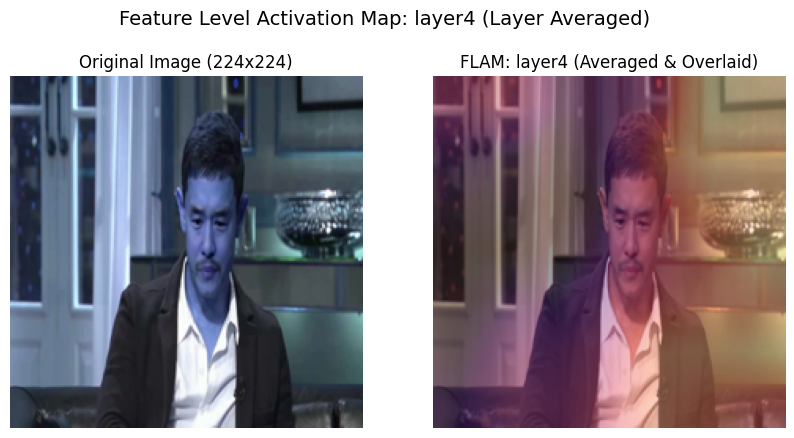 Feature Level Activation Map: layer4 (Layer Averaged)
Original Image (224x224)
FLAM: layer4 (Averaged & Overlaid)